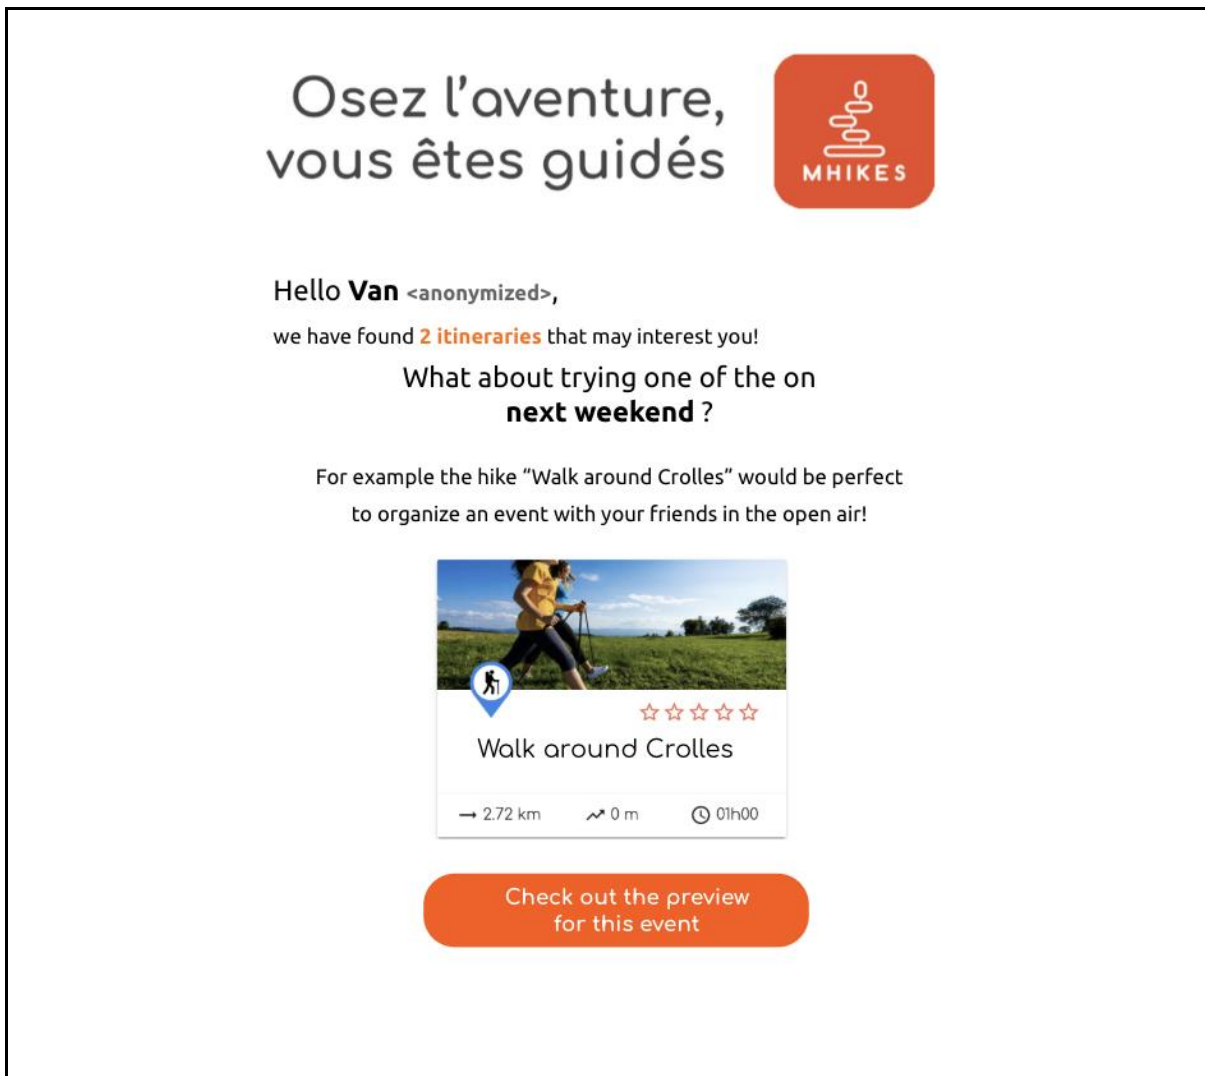 Osez l'aventure,
vous êtes guidés
MHIKES
Hello Van <anonymized>,
we have found 2 itineraries that may interest you!
What about trying one of the on
next weekend ?
For example the hike “Walk around Crolles” would be perfect
to organize an event with your friends in the open air!
Walk around Crolles
2.72 km 0 m 01h00
Check out the preview
for this event